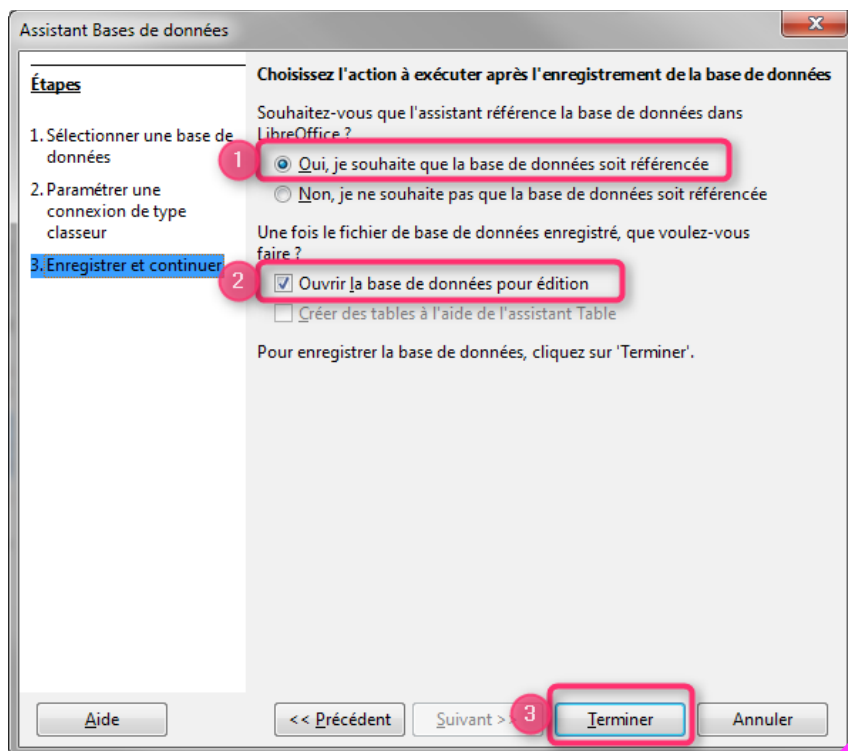 Assistant Bases de données
Étapes
1. Sélectionner une base de
données
2. Paramétrer une
connexion de type
classeur
3. Enregistrer et continuer
Choisissez l'action à exécuter après l'enregistrement de la base de données
Souhaitez-vous que l'assistant référence la base de données dans
LibreOffice ?
1
Oui, je souhaite que la base de données soit référencée
Non, je ne souhaite pas que la base de données soit référencée
Une fois le fichier de base de données enregistré, que voulez-vous
faire ?
2
Ouvrir la base de données pour édition
Créer des tables à l'aide de l'assistant Table
Pour enregistrer la base de données, cliquez sur 'Terminer'.
Aide
<< Précédent
Suivant >
3
Terminer
Annuler